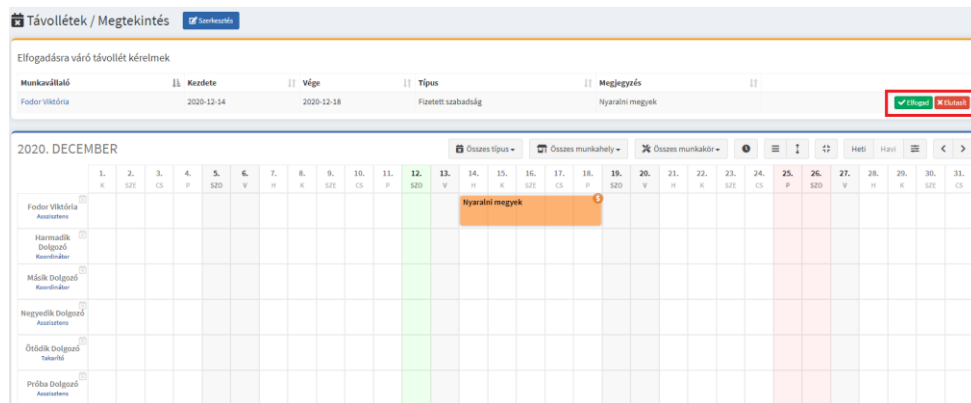 Távollétek / Megtekintés Szerkesztés
Elfogadásra váró távollét kérelmek
Munkavállaló Kezdete Vége Típus Megjegyzés
Fodor Viktória 2020-12-14 2020-12-18 Fizetett szabadság Nyaralni megyek Elfogad Elutasít
2020. DECEMBER Összes típus Összes munkahely Összes munkakör Heti Havi
1. 2. 3. 4. 5. 6. 7. 8. 9. 10. 11. 12. 13. 14. 15. 16. 17. 18. 19. 20. 21. 22. 23. 24. 25. 26. 27. 28. 29. 30. 31.
K SZE CS P SZO V H K SZE CS P SZO V H K SZE CS P SZO V H K SZE CS P SZO V H K SZE CS
Fodor Viktória Nyaralni megyek 5
Asszisztens
Harmadik
Dolgozó
Koordinátor
Másik Dolgozó
Koordinátor
Negyedik Dolgozó
Asszisztens
Ötödik Dolgozó
Takarító
Próba Dolgozó
Asszisztens